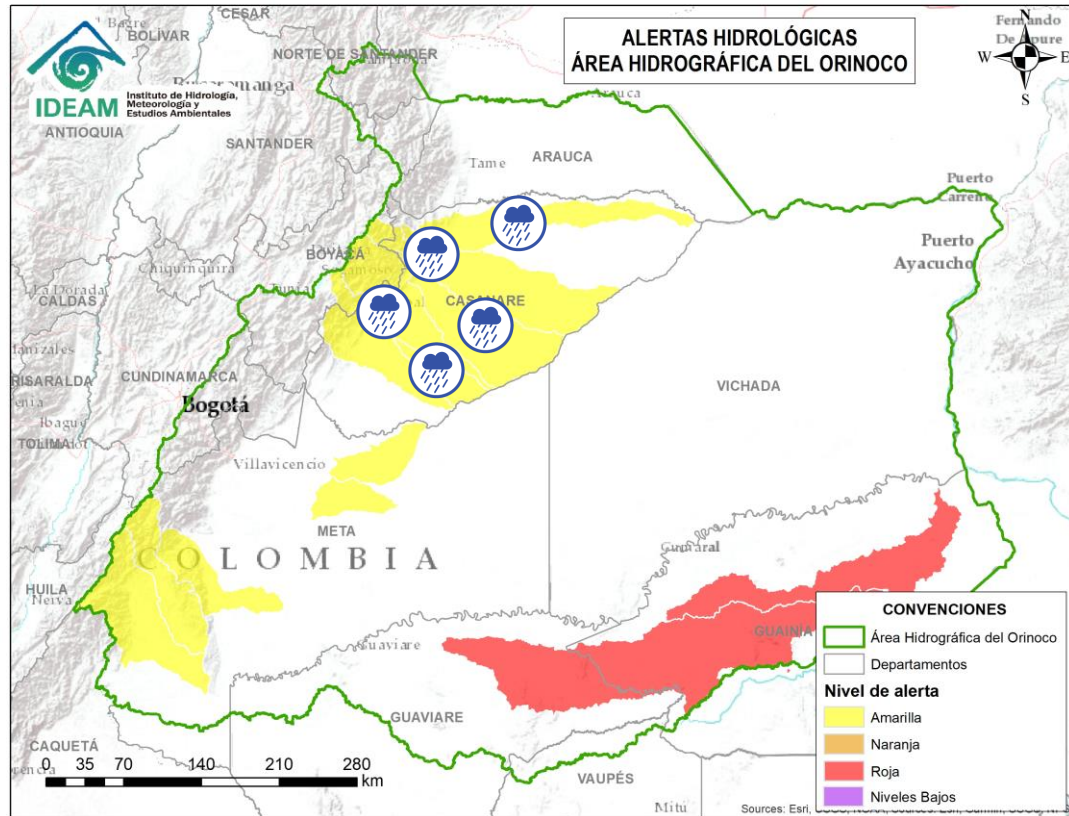 CESAR
BOLÍVAR
NORTE DE SANTANDER
ALERTAS HIDROLÓGICAS
ÁREA HIDROGRÁFICA DEL ORINOCO
Fernando
De Apure
N
W
E
S
IDEAM
Instituto de Hidrología,
Meteorología y
Estudios Ambientales
ANTIOQUIA
SANTANDER
Arauca
Tame
ARAUCA
Puerto
Carreño
Puerto
Ayacucho
BOYACÁ
Chiquinquira
Tunja
La Dorada
CALDAS
CASANARE
Manizales
RISARALDA
CUNDINAMARCA
Bogotá
VICHADA
Ibagué
TOLIMA
Villavicencio
META
COLOMBIA
HUILA
Neiva
Guaviare
GUAINÍA
GUAVIARE
CAQUETÁ
VAUPÉS
Mitú
0 35 70 140 210 280
km
CONVENCIONES
Área Hidrográfica del Orinoco
Departamentos
Nivel de alerta
Amarilla
Naranja
Roja
Niveles Bajos
Sources: Esri,